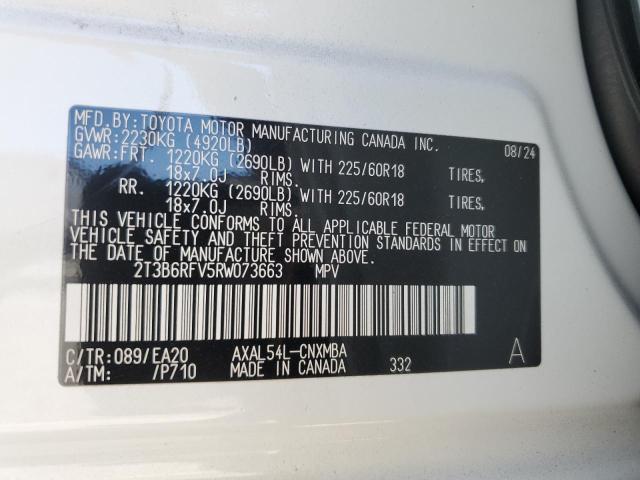 MFD.BY:TOYOTA MOTOR MANUFACTURING CANADA INC.
GVWR:2230KG (4920LB) 08/24
GAWR:FRT. 1220KG (2690LB) WITH 225/60R18 TIRES,
18x7.0J RIMS.
RR. 1220KG (2690LB) WITH 225/60R18 TIRES,
18x7.0J RIMS.
THIS VEHICLE CONFORMS TO ALL APPLICABLE FEDERAL MOTOR
VEHICLE SAFETY AND THEFT PREVENTION STANDARDS IN EFFECT ON
THE DATE OF MANUFACTURE SHOWN ABOVE.
2T3B6RFV5RW073663 MPV
C/TR:089/EA20 AXAL54L-CNXMBA A
A/TM: /P710 MADE IN CANADA 332